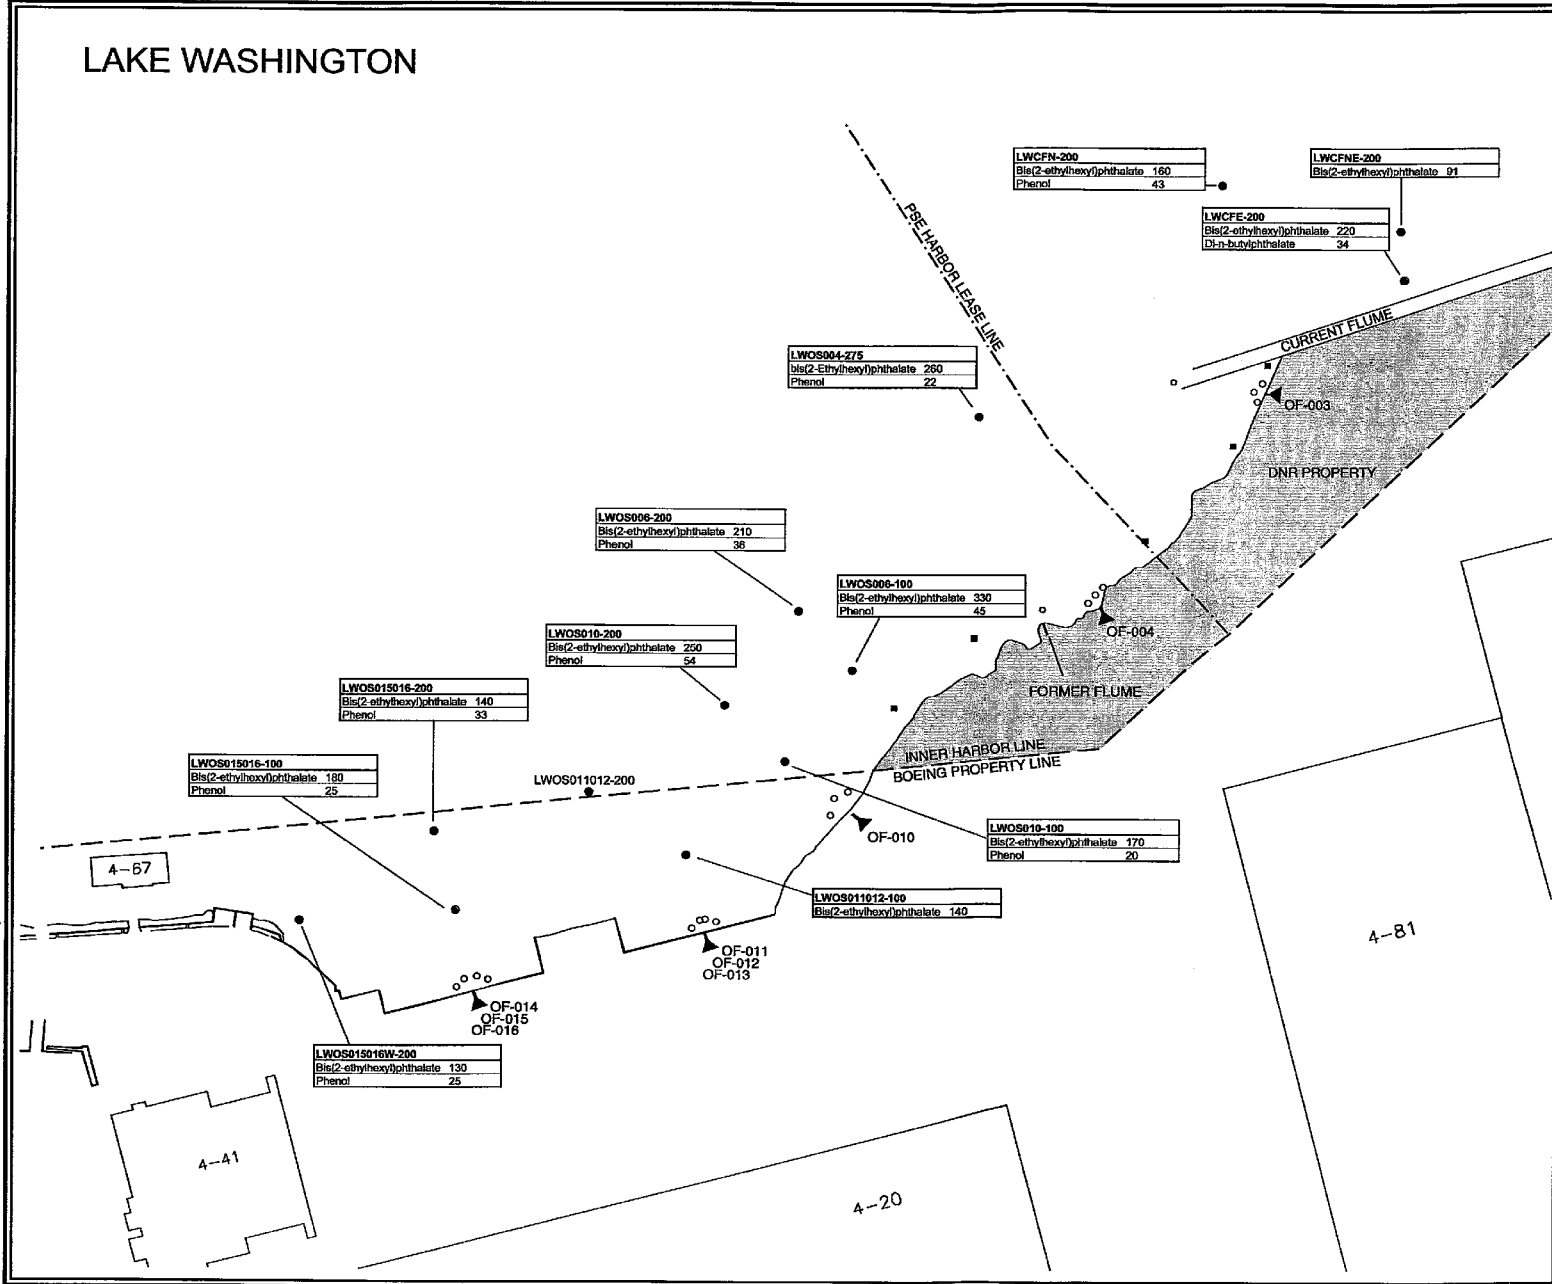 LAKE WASHINGTON
LWCFN-200
Bis(2-ethylhexyl)phthalate 160
Phenol 43
LWCFNE-200
Bis(2-ethylhexyl)phthalate 91
LWCFE-200
Bis(2-ethylhexyl)phthalate 220
Di-n-butylphthalate 34
PSE HARBOR LEASE LINE
CURRENT FLUME
LWOS004-275
bis(2-Ethylhexyl)phthalate 260
Phenol 22
OF-003
DNR PROPERTY
LWOS006-200
Bis(2-ethylhexyl)phthalate 210
Phenol 36
LWOS006-100
Bis(2-ethylhexyl)phthalate 330
Phenol 45
OF-004
LWOS010-200
Bis(2-ethylhexyl)phthalate 250
Phenol 54
FORMER FLUME
LWOS015016-200
Bis(2-ethylhexyl)phthalate 140
Phenol 33
INNER HARBOR LINE
BOEING PROPERTY LINE
LWOS015016-100
Bis(2-ethylhexyl)phthalate 180
Phenol 25
LWOS011012-200
OF-010
LWOS010-100
Bis(2-ethylhexyl)phthalate 170
Phenol 20
4-67
LWOS011012-100
Bis(2-ethylhexyl)phthalate 140
4-81
OF-011
OF-012
OF-013
OF-014
OF-015
OF-016
LWOS015016W-200
Bis(2-ethylhexyl)phthalate 130
Phenol 25
4-41
4-20